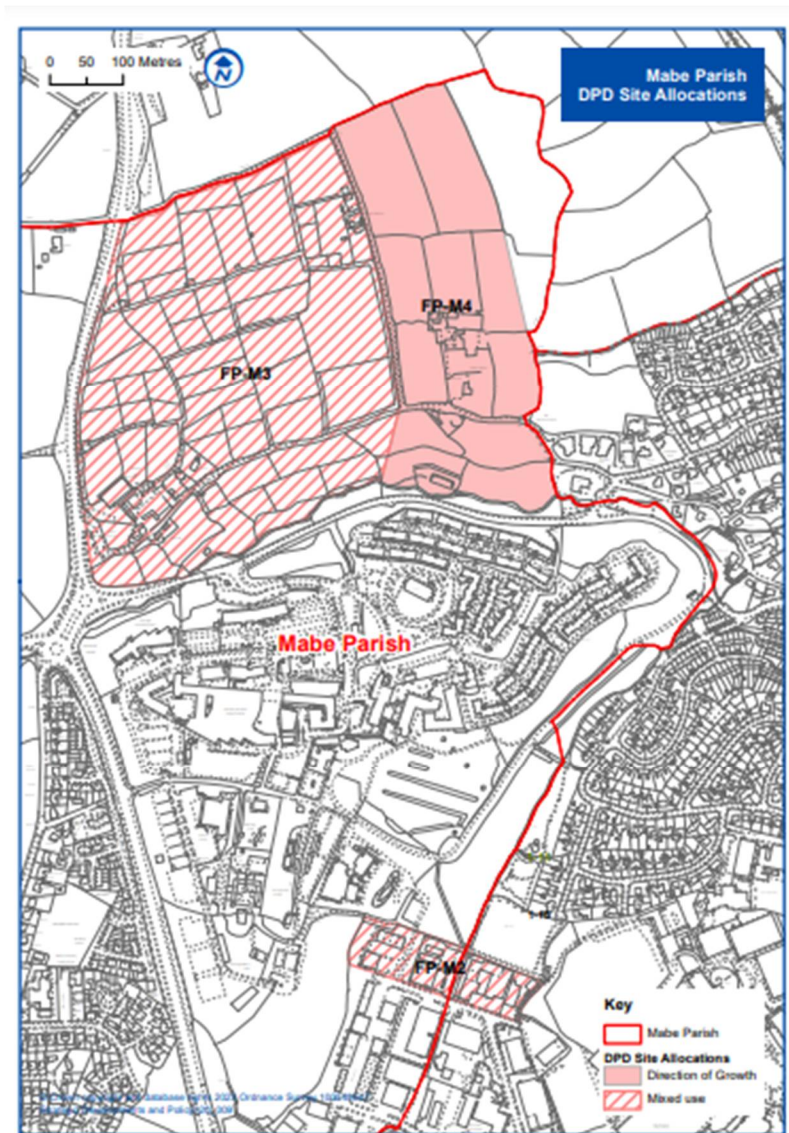 0 50 100 Metres
N
Mabe Parish
DPD Site Allocations
FP-M4
FP-M3
Mabe Parish
FP-M2
Key
Mabe Parish
DPD Site Allocations
Direction of Growth
Mixed use